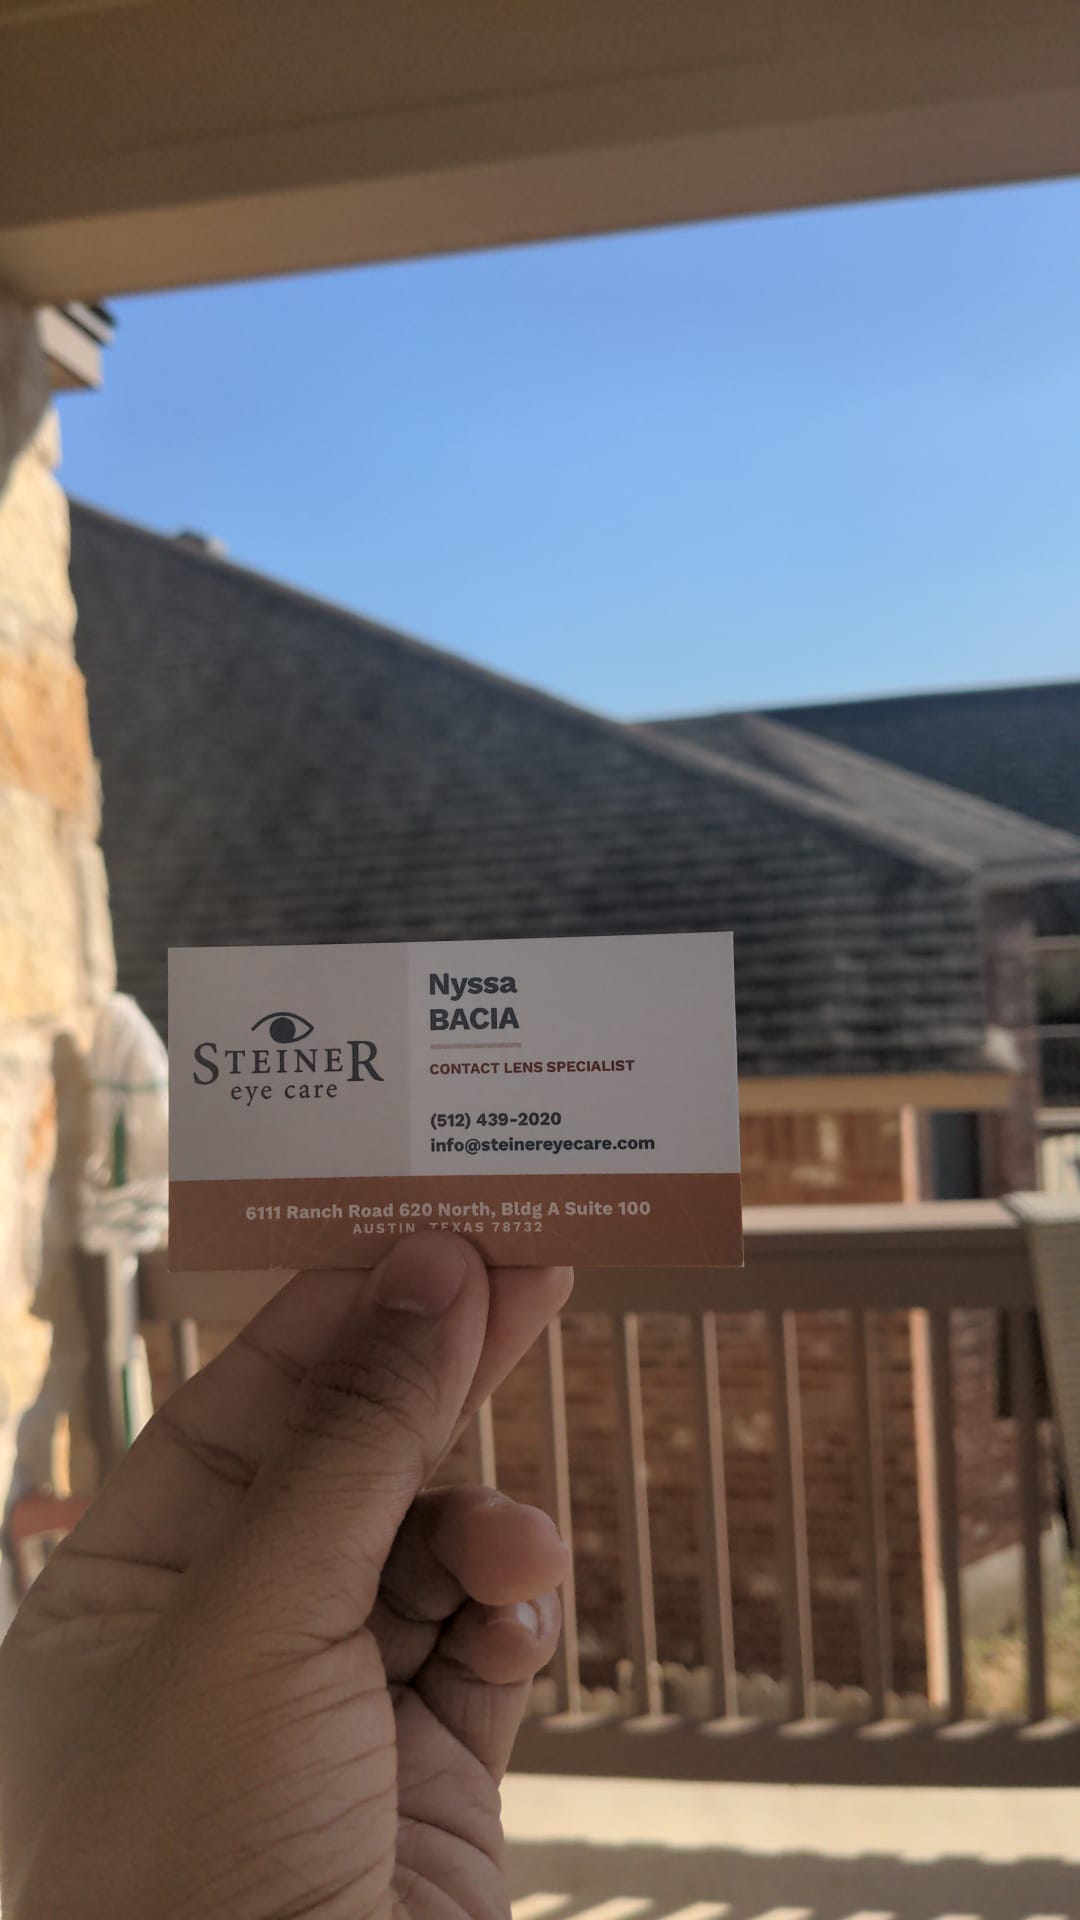 STEINER
eye care
Nyssa
BACIA
CONTACT LENS SPECIALIST
(512) 439-2020
info@steinereyecare.com
6111 Ranch Road 620 North, Bldg A Suite 100
AUSTIN TEXAS 78732